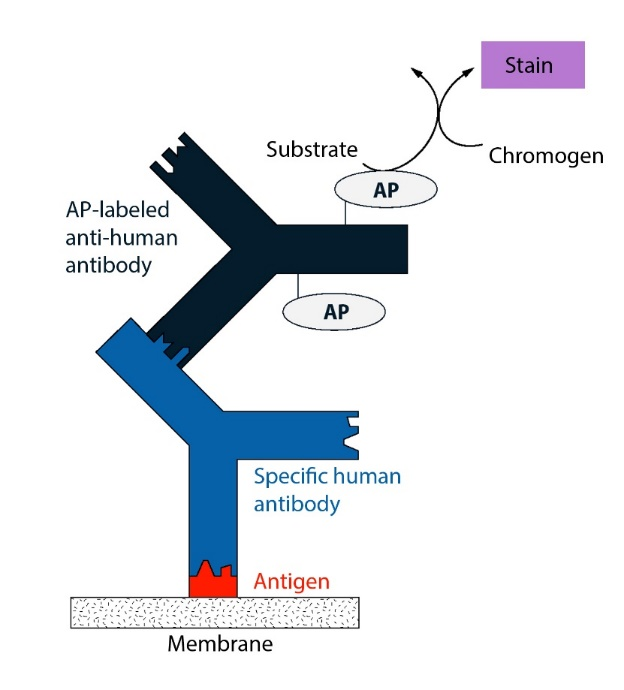 Stain
Substrate
Chromogen
AP
AP-labeled
anti-human
antibody
AP
Specific human
antibody
Antigen
Membrane